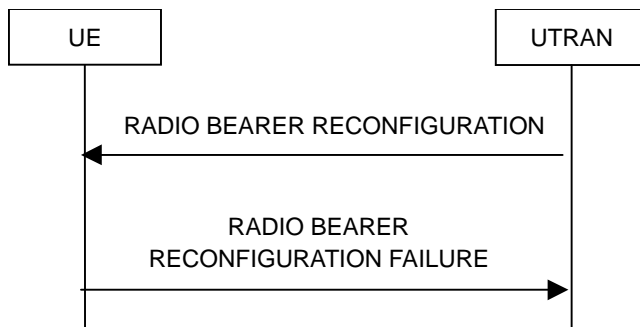 UE
UTRAN
RADIO BEARER RECONFIGURATION
RADIO BEARER
RECONFIGURATION FAILURE